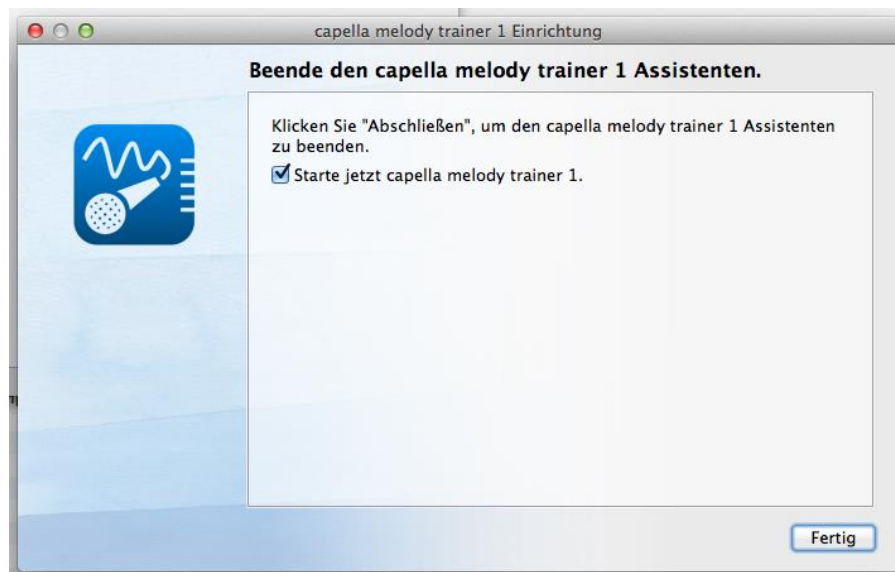 capella melody trainer 1 Einrichtung
Beende den capella melody trainer 1 Assistenten.
Klicken Sie "Abschließen", um den capella melody trainer 1 Assistenten
zu beenden.
Starte jetzt capella melody trainer 1.
Fertig